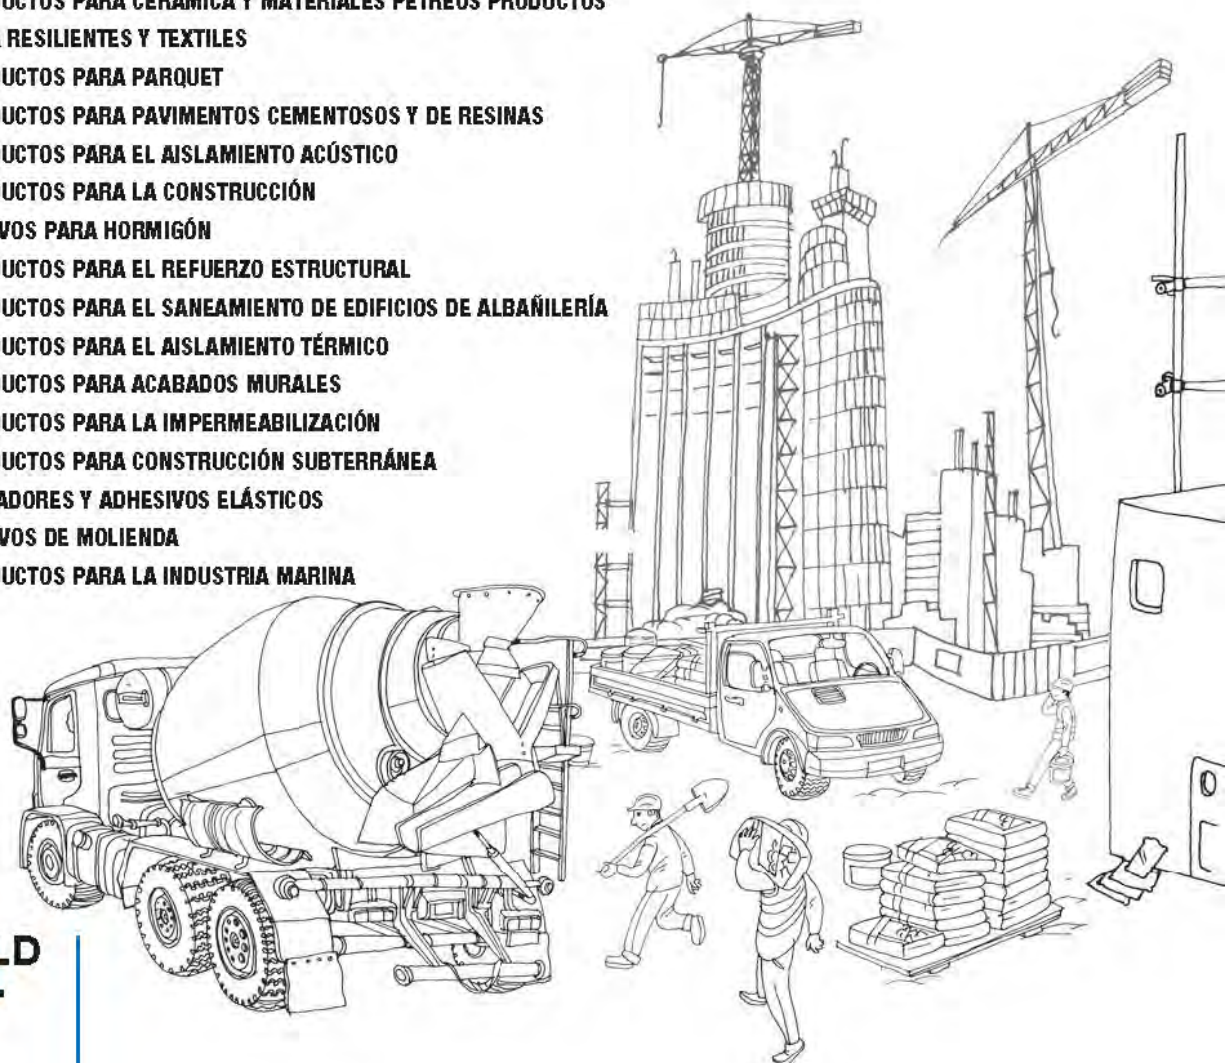 UCTOS PARA CERÁMICA Y MATERIALES PÉTREOS PRODUCTOS
RESILIENTES Y TEXTILES
UCTOS PARA PARQUET
UCTOS PARA PAVIMENTOS CEMENTOSOS Y DE RESINAS
UCTOS PARA EL AISLAMIENTO ACÚSTICO
UCTOS PARA LA CONSTRUCCIÓN
VOS PARA HORMIGÓN
UCTOS PARA EL REFUERZO ESTRUCTURAL
UCTOS PARA EL SANEAMIENTO DE EDIFICIOS DE ALBAÑILERÍA
UCTOS PARA EL AISLAMIENTO TÉRMICO
UCTOS PARA ACABADOS MURALES
UCTOS PARA LA IMPERMEABILIZACIÓN
UCTOS PARA CONSTRUCCIÓN SUBTERRÁNEA
ADORES Y ADHESIVOS ELÁSTICOS
VOS DE MOLIENDA
UCTOS PARA LA INDUSTRIA MARINA
LD